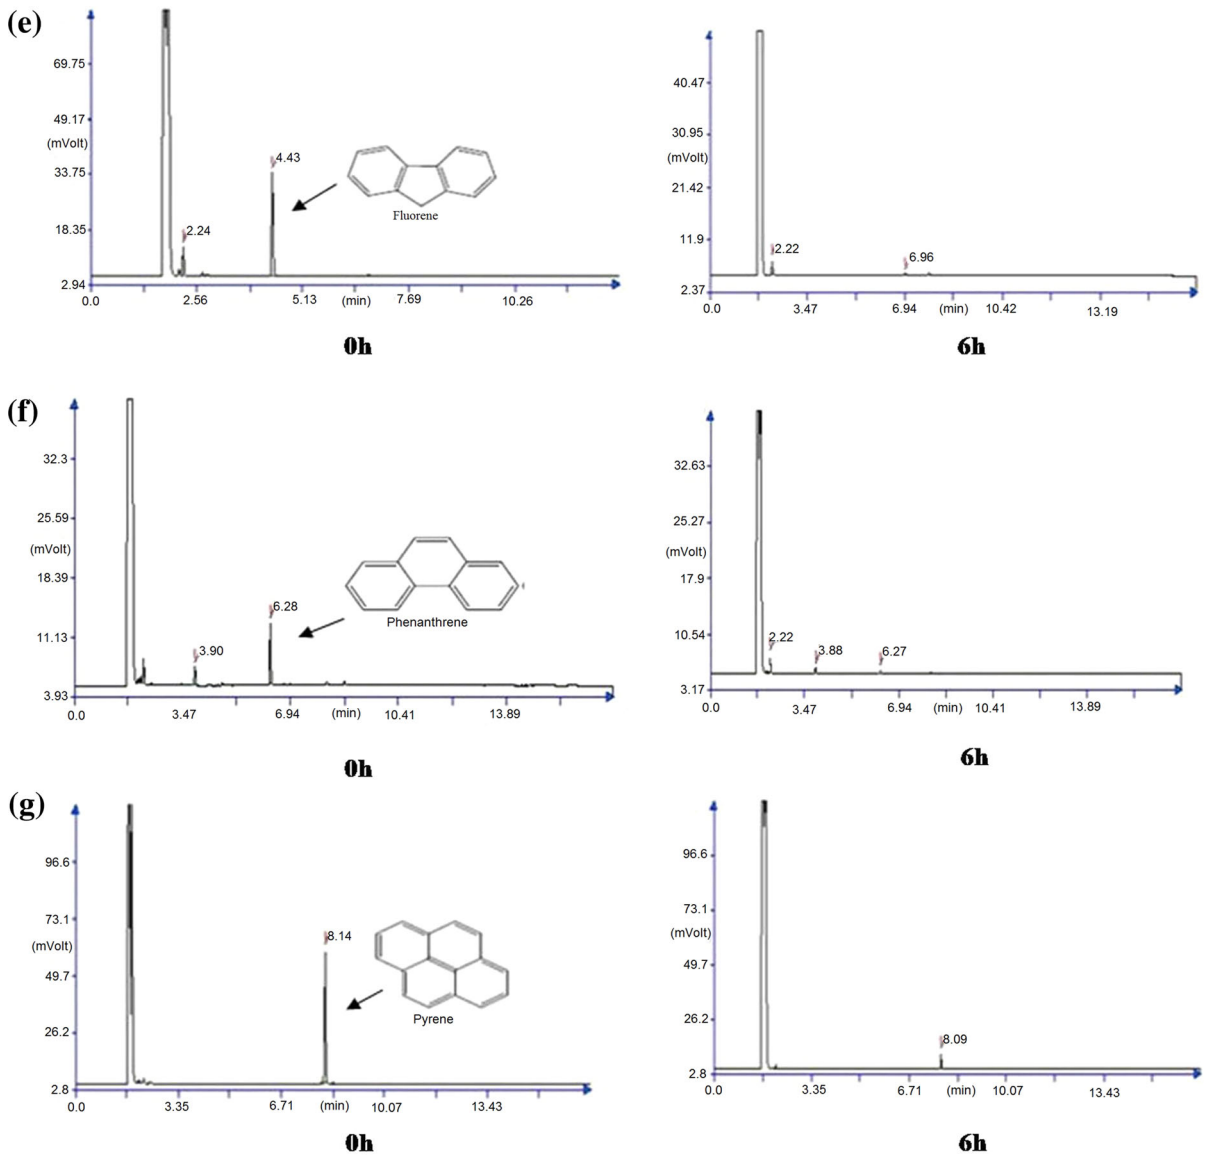 (e)
69.75
49.17
(mVolt)
33.75
18.35
2.94
2.24
4.43
Fluorene
0.0 2.56 5.13 (min) 7.69 10.26
0h
40.47
30.95
(mVolt)
21.42
11.9
2.37
2.22
6.96
0.0 3.47 6.94 (min) 10.42 13.19
6h
(f)
32.3
25.59
(mVolt)
18.39
11.13
3.93
3.90
6.28
Phenanthrene
0.0 3.47 6.94 (min) 10.41 13.89
0h
32.63
25.27
(mVolt)
17.9
10.54
3.17
2.22
3.88
6.27
0.0 3.47 6.94 (min) 10.41 13.89
6h
(g)
96.6
73.1
(mVolt)
49.7
26.2
2.8
8.14
Pyrene
0.0 3.35 6.71 (min) 10.07 13.43
0h
96.6
73.1
(mVolt)
49.7
26.2
2.8
8.09
0.0 3.35 6.71 (min) 10.07 13.43
6h